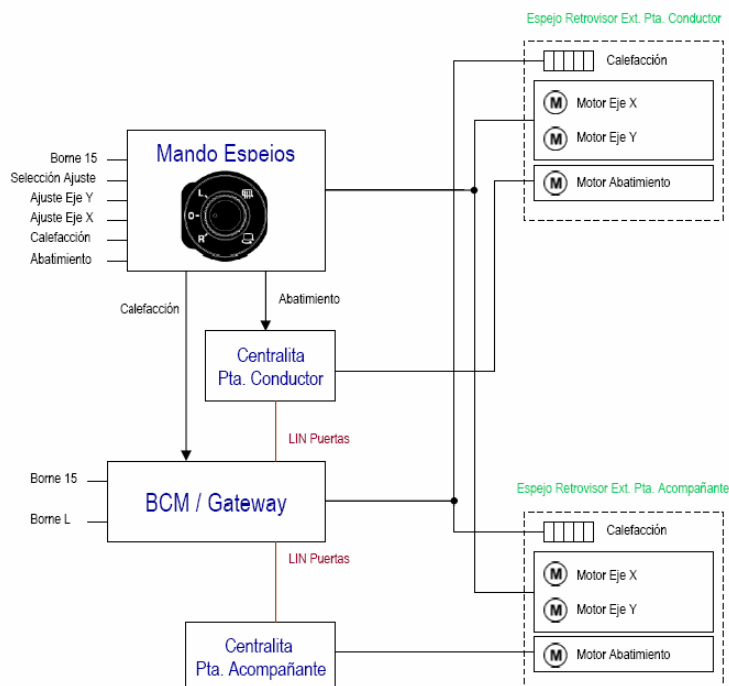 Espejo Retrovisor Ext. Pta. Conductor
Calefacción
M Motor Eje X
M Motor Eje Y
M Motor Abatimiento
Mando Espejos
L
O
R
Borne 15
Selección Ajuste
Ajuste Eje Y
Ajuste Eje X
Calefacción
Abatimiento
Calefacción
Abatimiento
Centralita
Pta. Conductor
LIN Puertas
Borne 15
Borne L
BCM / Gateway
LIN Puertas
Centralita
Pta. Acompañante
Espejo Retrovisor Ext. Pta. Acompañante
Calefacción
M Motor Eje X
M Motor Eje Y
M Motor Abatimiento